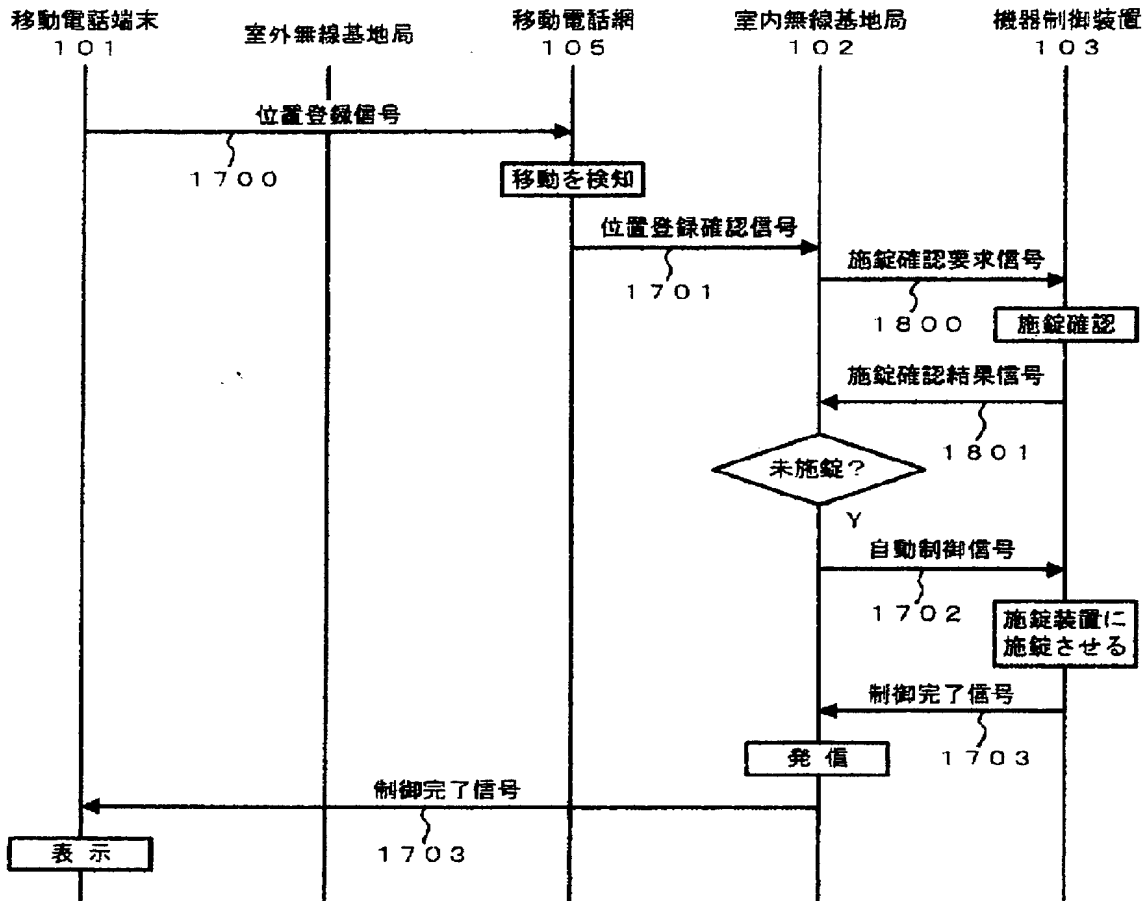 移動電話端末
101
室外無線基地局
移動電話網
105
室内無線基地局
102
機器制御装置
103
位置登録信号
1700
移動を検知
位置登録確認信号
1701
施錠確認要求信号
1800
施錠確認
施錠確認結果信号
1801
未施錠?
Y
自動制御信号
1702
施錠装置に
施錠させる
制御完了信号
1703
発信
制御完了信号
1703
表示